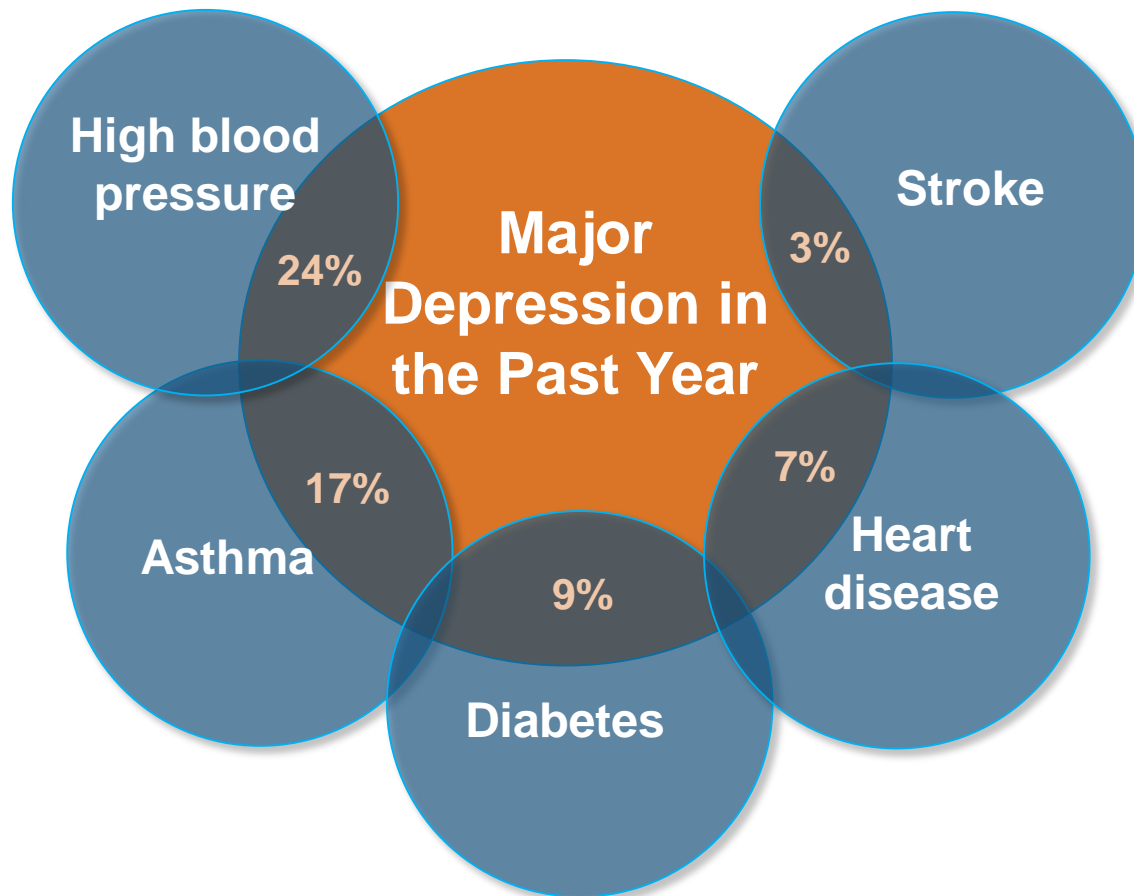 High blood
pressure
24%
Major
Depression in
the Past Year
Stroke
3%
Asthma
17%
9%
Diabetes
7%
Heart
disease